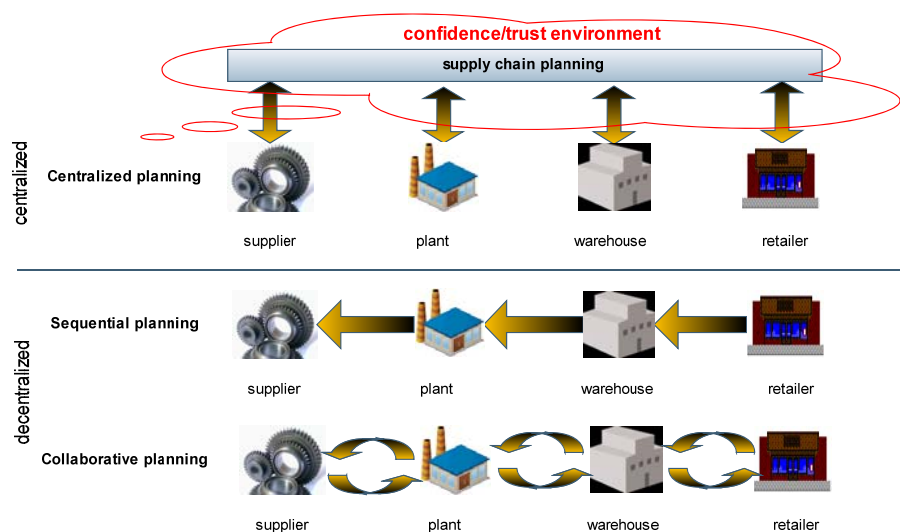 confidence/trust environment
supply chain planning
centralized
Centralized planning
supplier
plant
warehouse
retailer
decentralized
Sequential planning
supplier
plant
warehouse
retailer
Collaborative planning
supplier
plant
warehouse
retailer